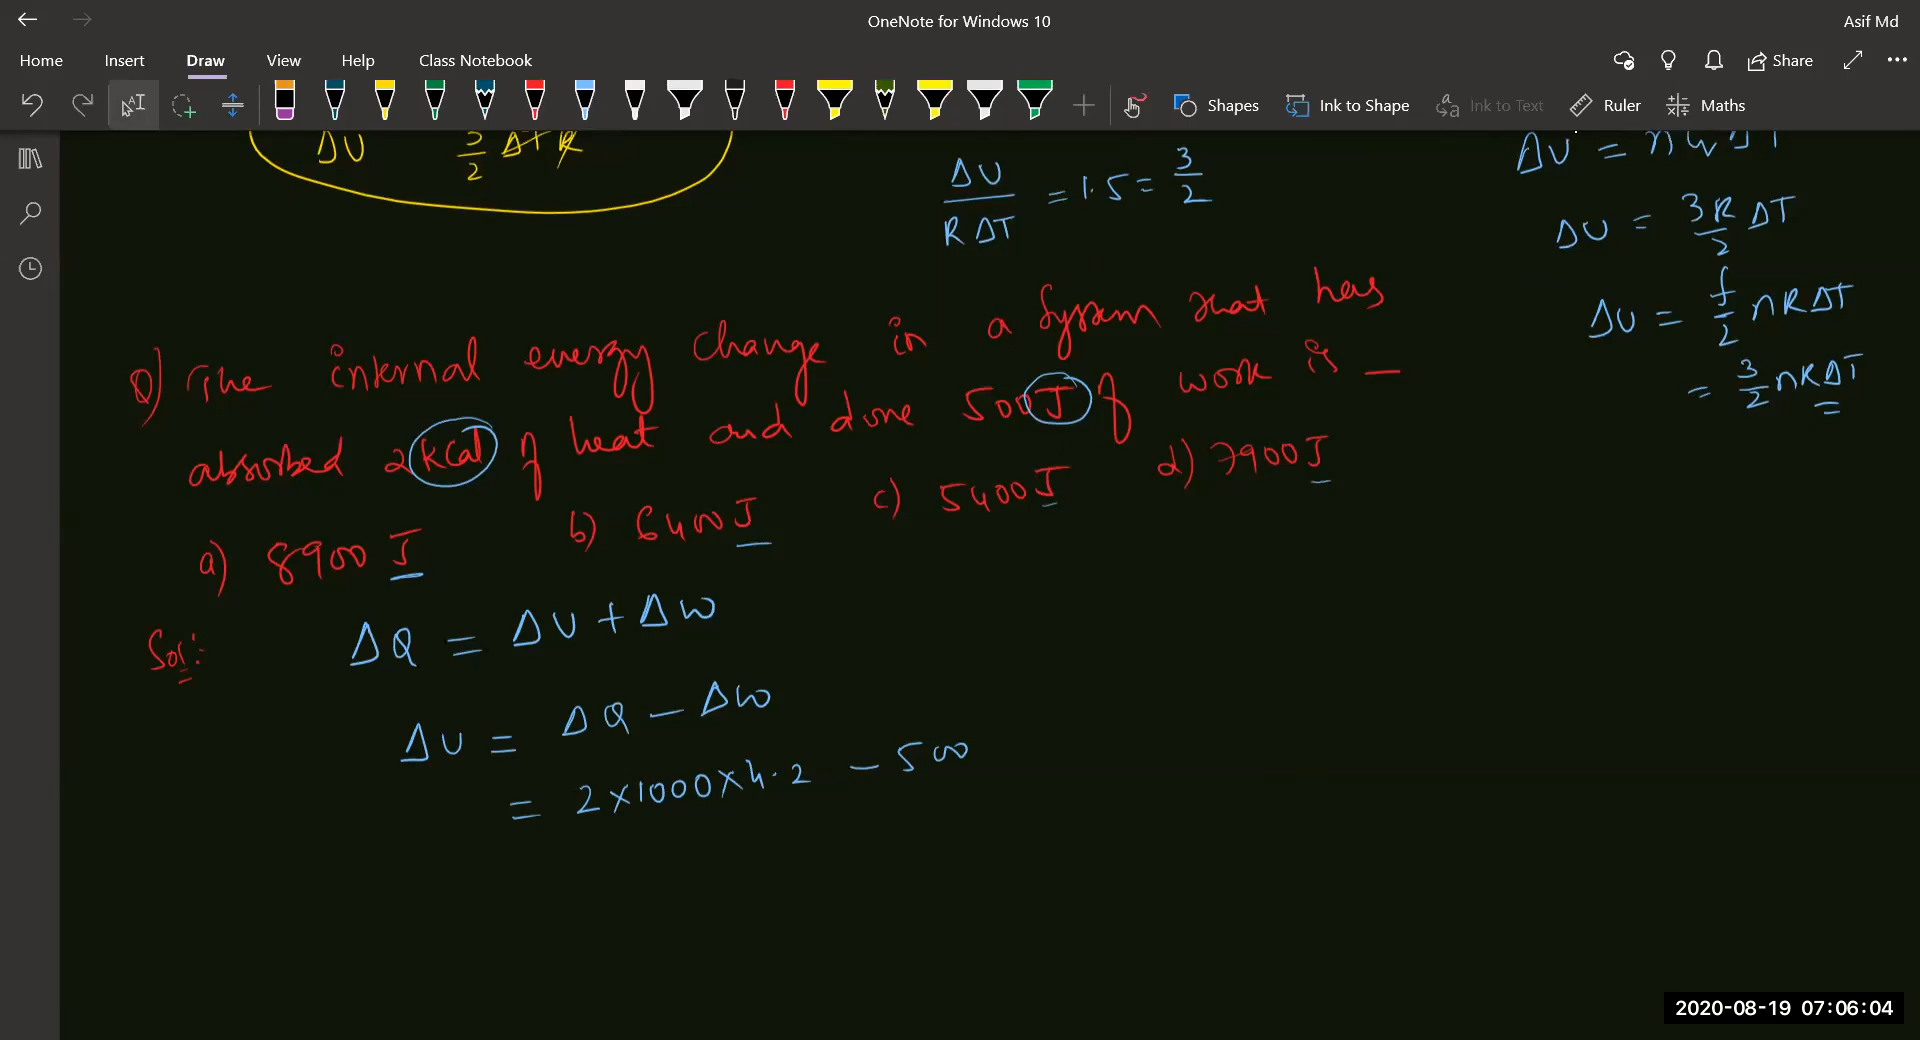 OneNote for Windows 10
Asif Md
Home Insert Draw View Help Class Notebook
Share
Shapes Ink to Shape Ink to Text Ruler Maths
ΔU 3/2 ΔT R
ΔU/RΔT = 1.5 = 3/2
ΔU = n Cv ΔT
ΔU = 3R/2 ΔT
ΔU = f/2 nRΔT
= 3/2 nRΔT
Q) The internal energy change in a system that has
absorbed 2 kcal of heat and done 500J of work is —
a) 8900 J b) 6400 J c) 5400 J d) 7900 J
Sol:-
ΔQ = ΔU + ΔW
ΔU = ΔQ − ΔW
= 2×1000×4.2 − 500
2020-08-19 07:06:04